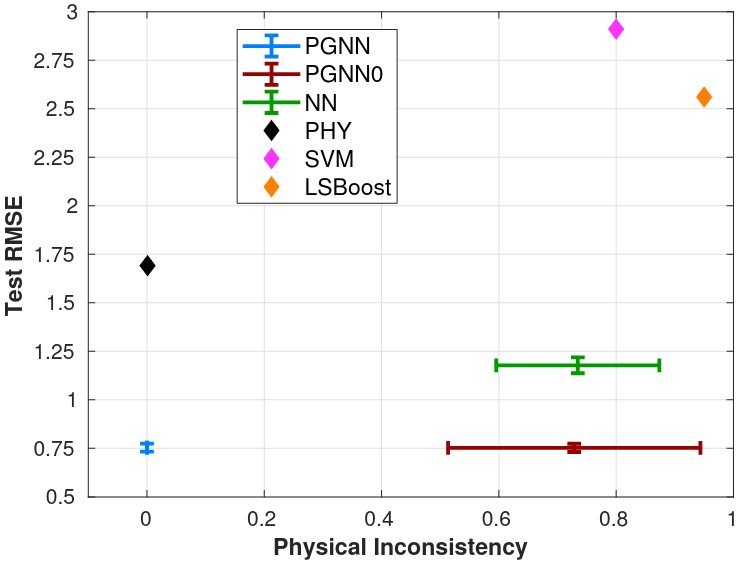 3
2.75
2.5
2.25
2
1.75
1.5
1.25
1
0.75
0.5
Test RMSE
PGNN
PGNN0
NN
PHY
SVM
LSBoost
0
0.2
0.4
0.6
0.8
1
Physical Inconsistency